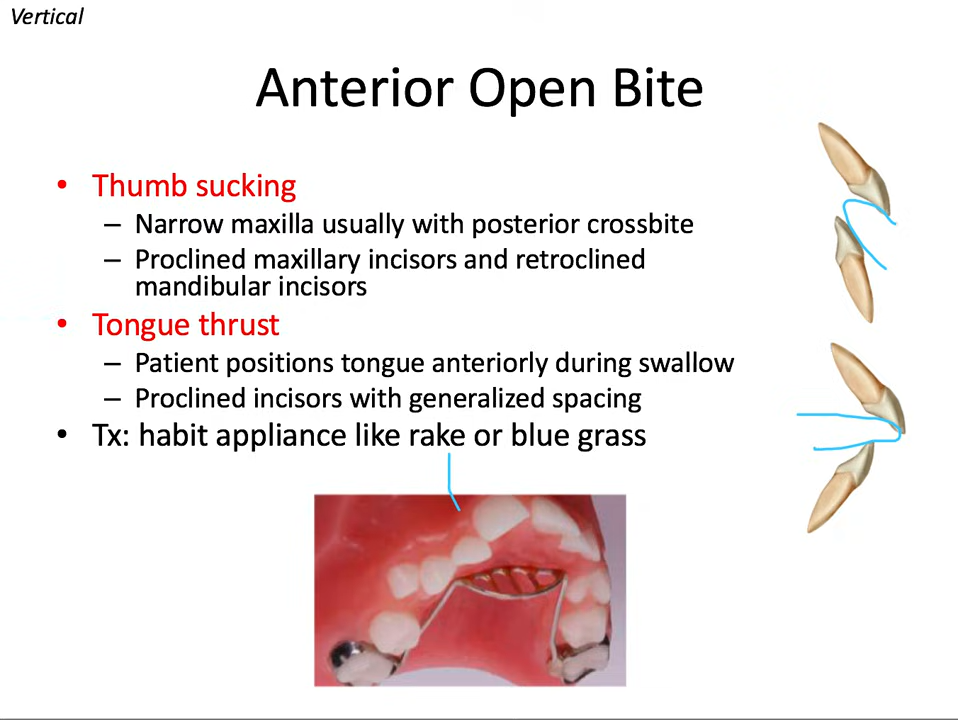 Vertical
Anterior Open Bite
• Thumb sucking
– Narrow maxilla usually with posterior crossbite
– Proclined maxillary incisors and retroclined
mandibular incisors
• Tongue thrust
– Patient positions tongue anteriorly during swallow
– Proclined incisors with generalized spacing
• Tx: habit appliance like rake or blue grass